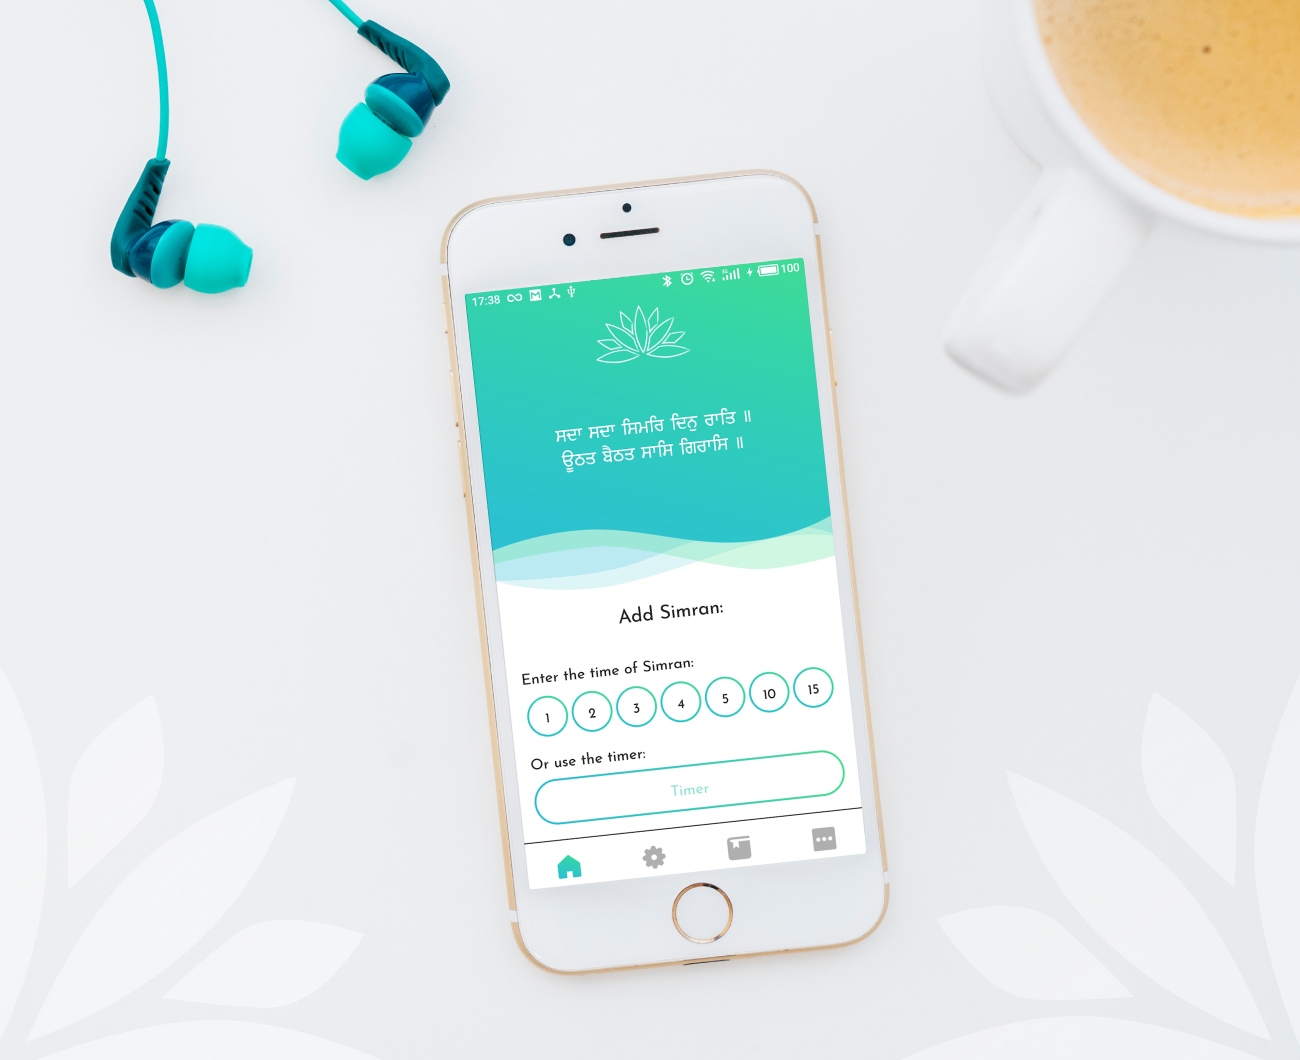 17:38 100
ਸਦਾ ਸਦਾ ਸਿਮਰਿ ਦਿਨੁ ਰਾਤਿ ॥
ਊਠਤ ਬੈਠਤ ਸਾਸਿ ਗਿਰਾਸਿ ॥
Add Simran:
Enter the time of Simran:
1 2 3 4 5 10 15
Or use the timer:
Timer